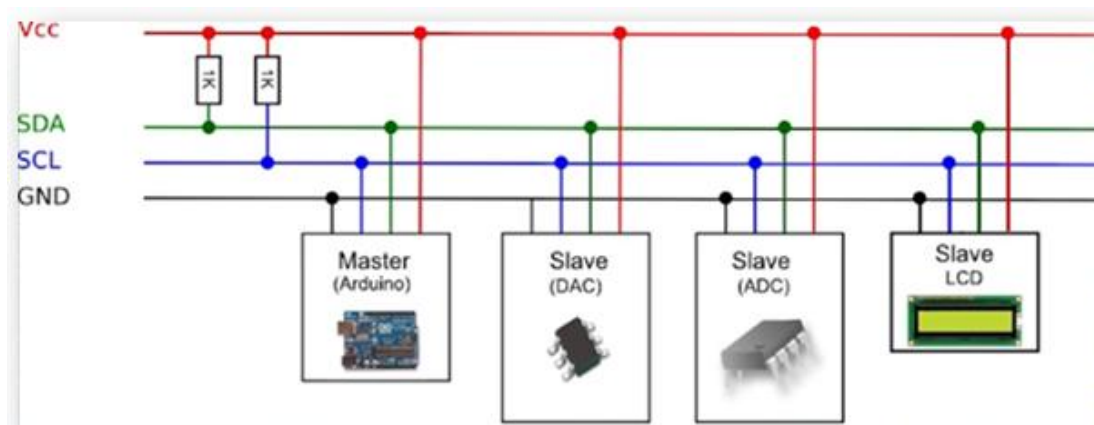 Vcc
1K
1K
SDA
SCL
GND
Master
(Arduino)
Slave
(DAC)
Slave
(ADC)
Slave
LCD